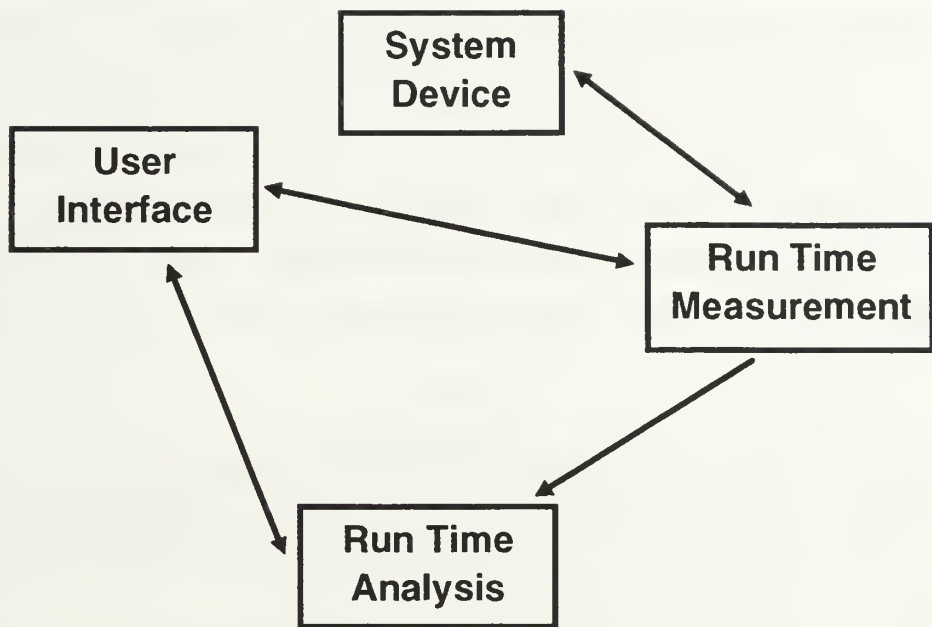 System
Device
User
Interface
Run Time
Measurement
Run Time
Analysis